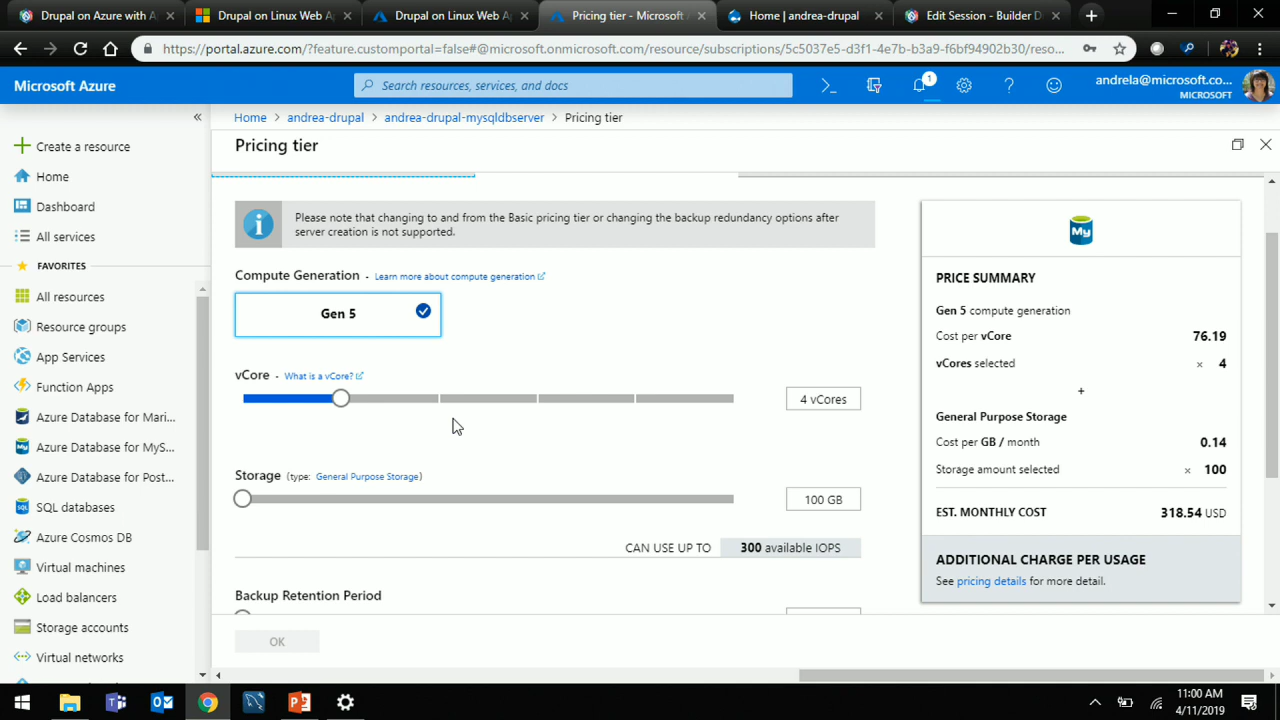 Drupal on Azure with A
Drupal on Linux Web A
Drupal on Linux Web A
Pricing tier - Microsoft
Home | andrea-drupal
Edit Session - Builder D
https://portal.azure.com/?feature.customportal=false#@microsoft.onmicrosoft.com/resource/subscriptions/5c5037e5-d3f1-4e7b-b3a9-f6bf94902b30/reso...
Microsoft Azure
Search resources, services, and docs
1
andrela@microsoft.co...
MICROSOFT
Create a resource
Home
Dashboard
All services
FAVORITES
All resources
Resource groups
App Services
Function Apps
Azure Database for Mari...
Azure Database for MyS...
Azure Database for Post...
SQL databases
Azure Cosmos DB
Virtual machines
Load balancers
Storage accounts
Virtual networks
Home > andrea-drupal > andrea-drupal-mysqldbserver > Pricing tier
Pricing tier
Please note that changing to and from the Basic pricing tier or changing the backup redundancy options after
server creation is not supported.
Compute Generation - Learn more about compute generation
Gen 5
vCore - What is a vCore?
4 vCores
Storage (type: General Purpose Storage)
100 GB
CAN USE UP TO 300 available IOPS
Backup Retention Period
OK
My
PRICE SUMMARY
Gen 5 compute generation
Cost per vCore 76.19
vCores selected × 4
+
General Purpose Storage
Cost per GB / month 0.14
Storage amount selected × 100
EST. MONTHLY COST 318.54 USD
ADDITIONAL CHARGE PER USAGE
See pricing details for more detail.
11:00 AM
4/11/2019